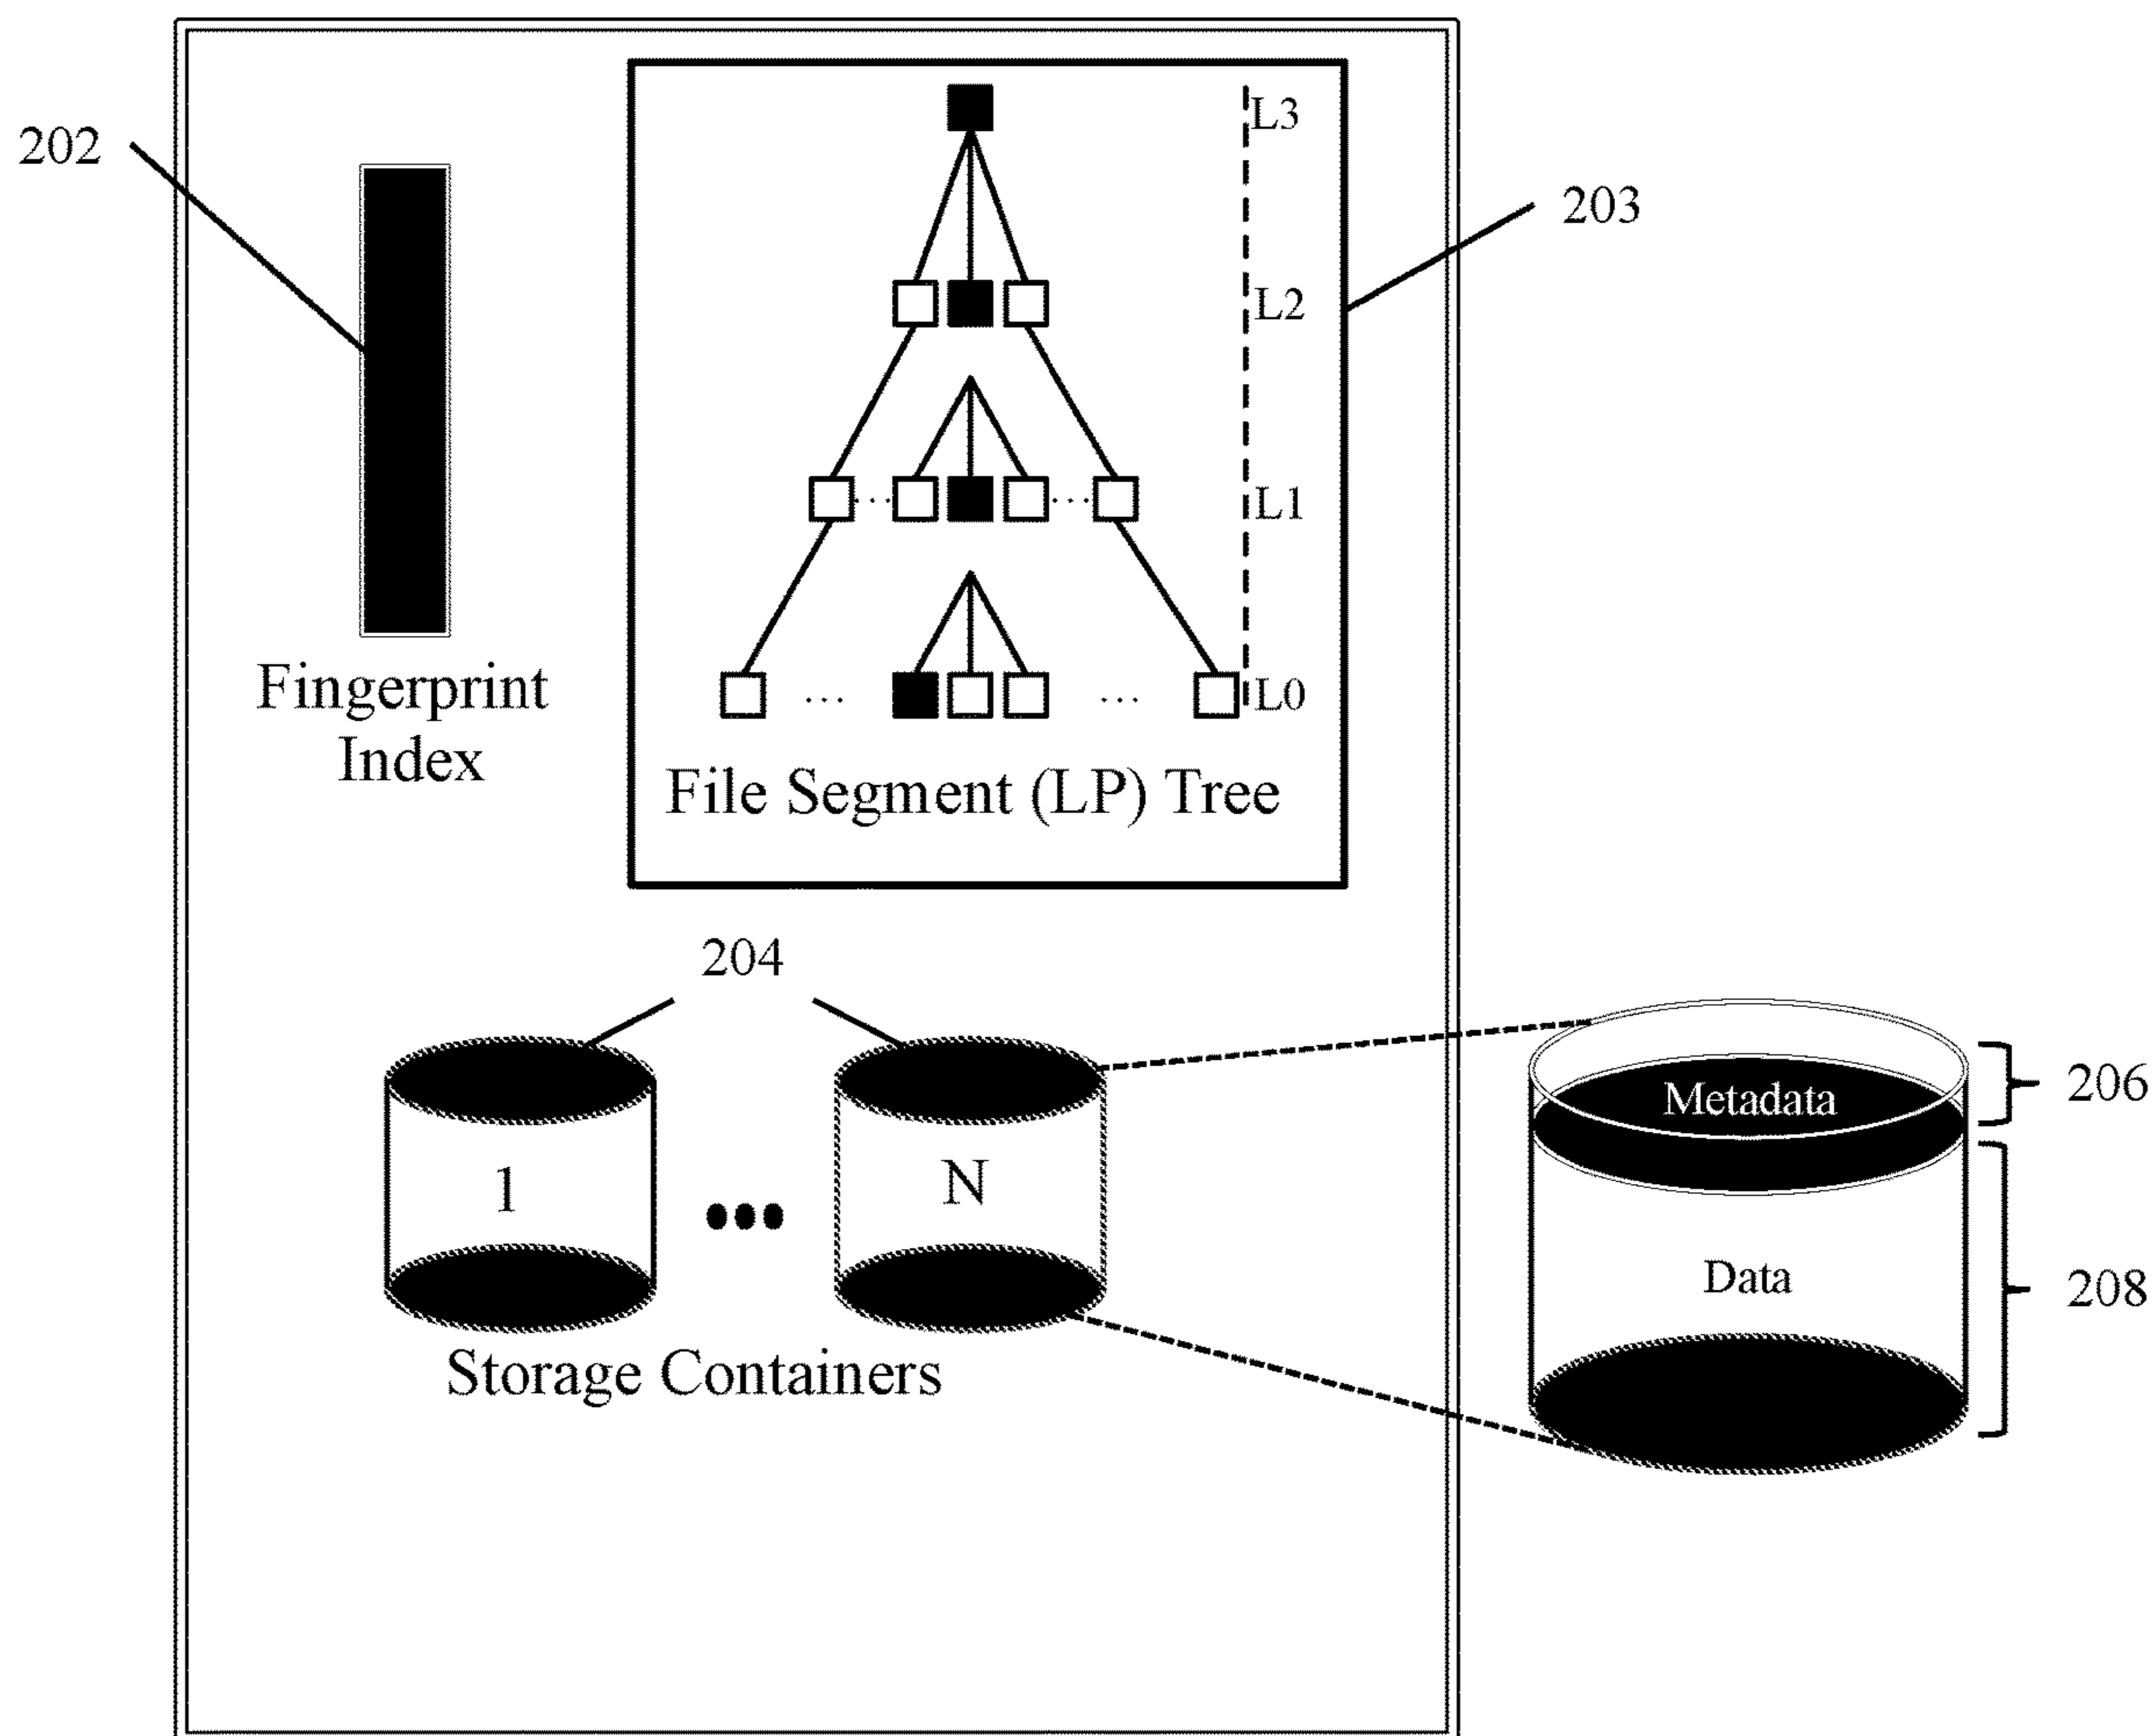 L3
202
203
L2
L1
... ...
Fingerprint
Index
... ...
L0
File Segment (LP) Tree
204
Metadata
206
1
N
Data
208
Storage Containers